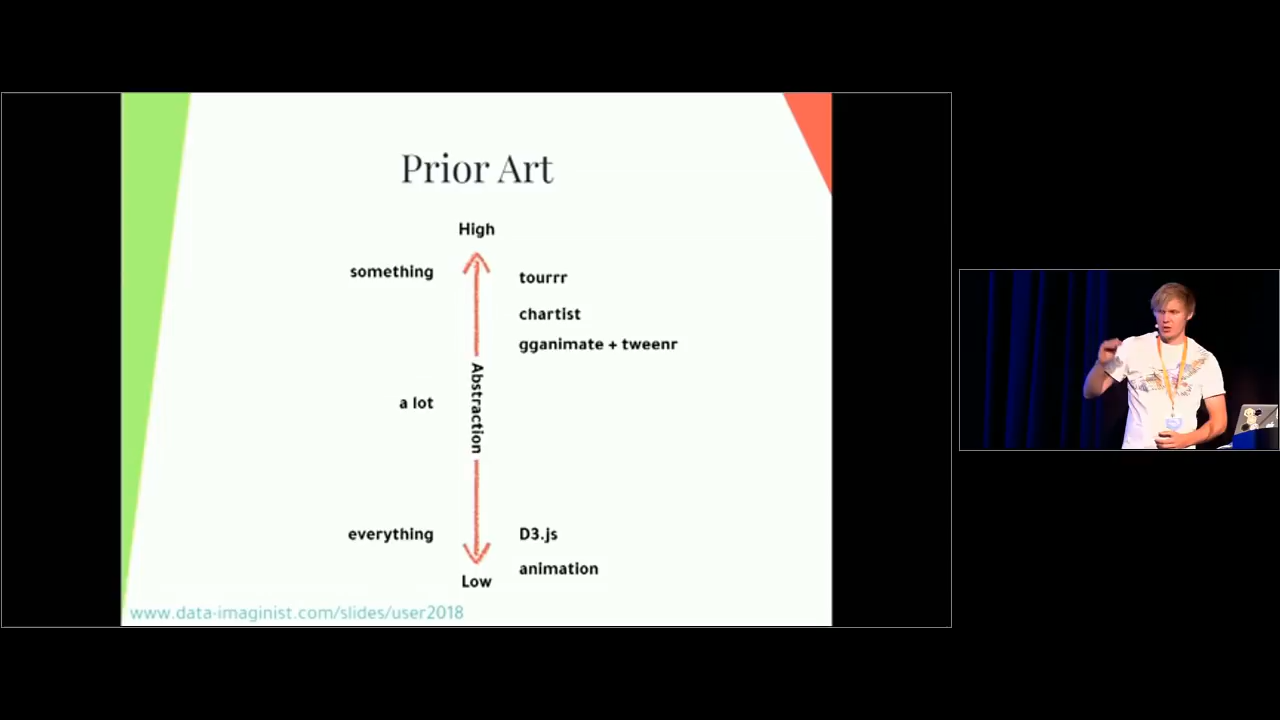 Prior Art
High
something
tourrr
chartist
gganimate + tweenr
Abstraction
a lot
everything
D3.js
animation
Low
www.data-imaginist.com/slides/user2018